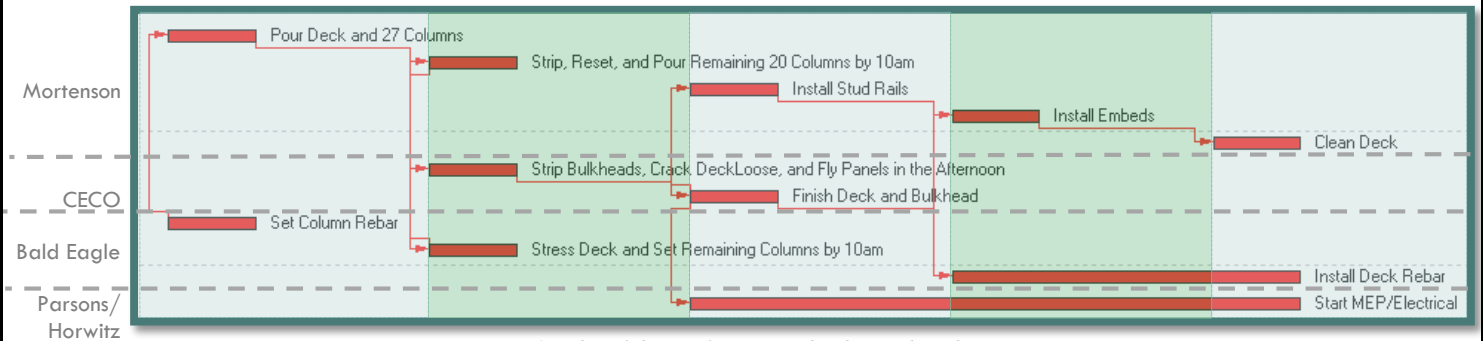 Pour Deck and 27 Columns
Strip, Reset, and Pour Remaining 20 Columns by 10am
Mortenson
Install Stud Rails
Install Embeds
Clean Deck
Strip Bulkheads, Crack DeckLoose, and Fly Panels in the Afternoon
CECO
Finish Deck and Bulkhead
Set Column Rebar
Bald Eagle
Stress Deck and Set Remaining Columns by 10am
Install Deck Rebar
Parsons/
Horwitz
Start MEP/Electrical